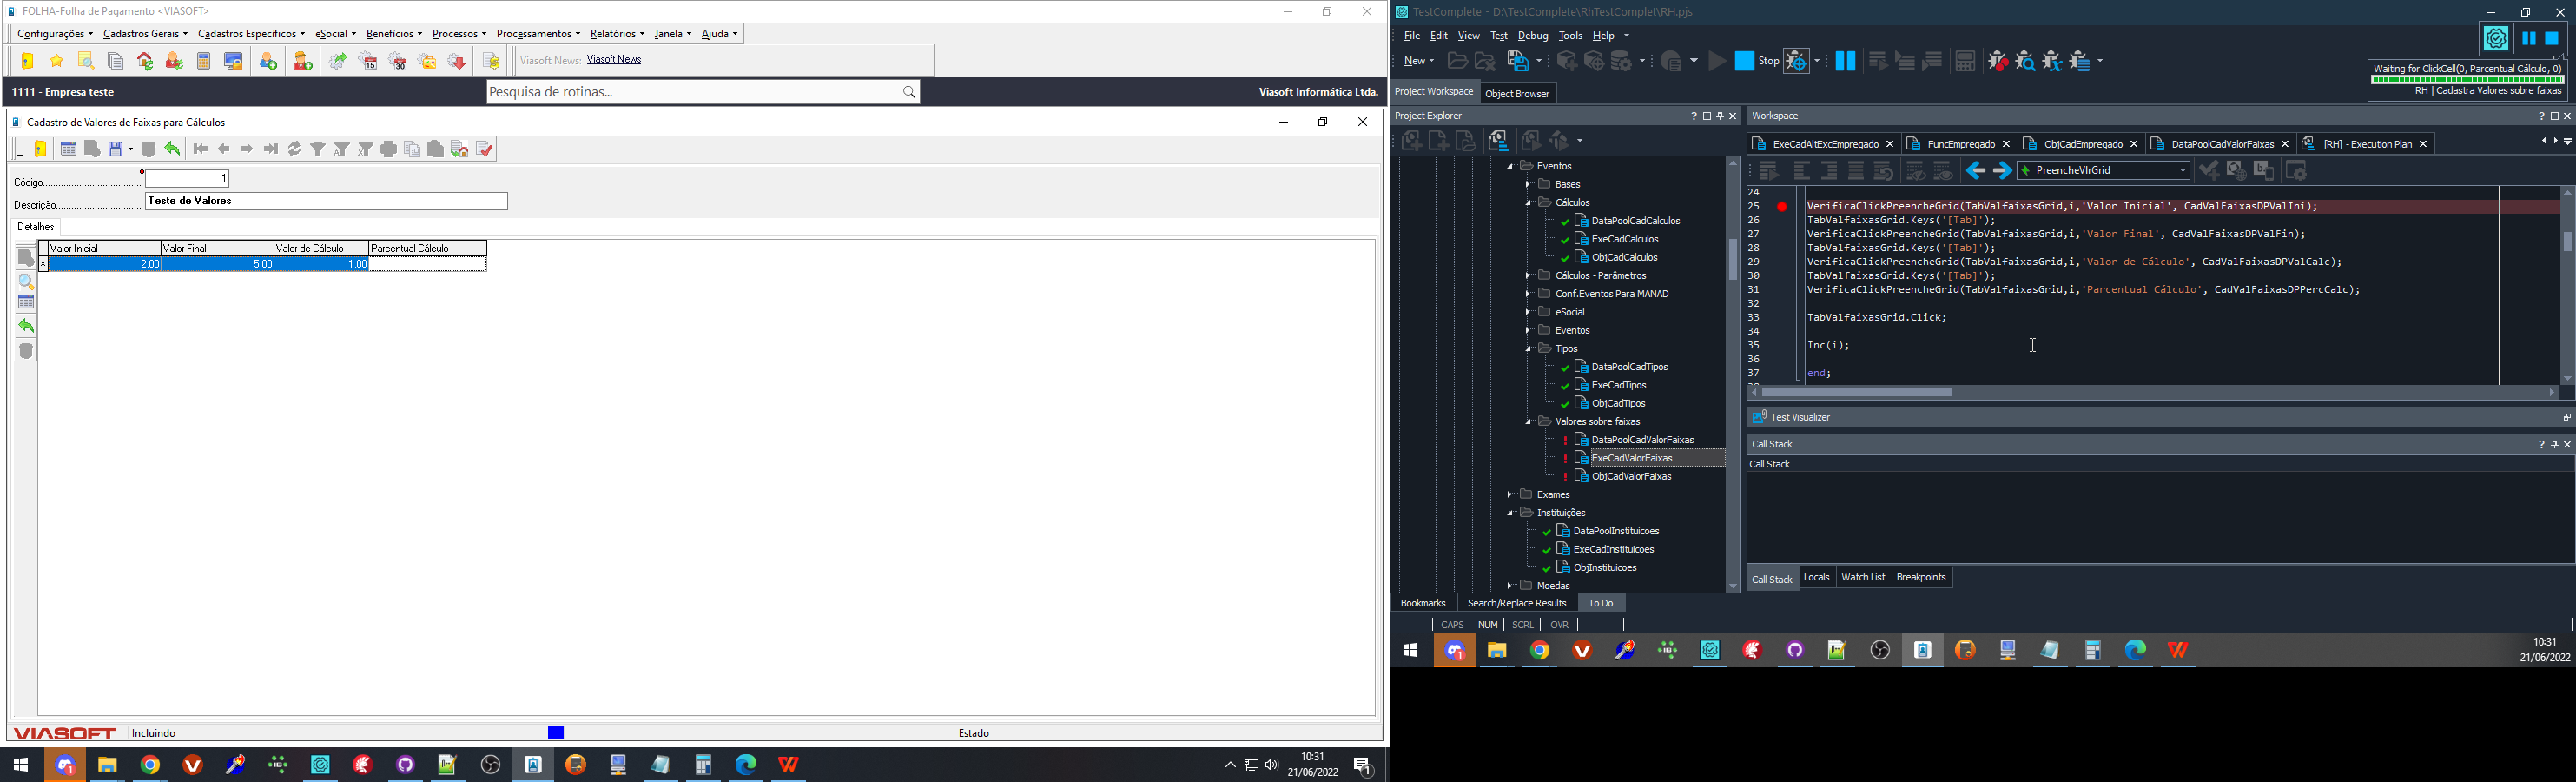 FOLHA-Folha de Pagamento <VIASOFT>
Configurações Cadastros Gerais Cadastros Específicos eSocial Benefícios Processos Processamentos Relatórios Janela Ajuda
15 30 Viasoft News: Viasoft News
1111 - Empresa teste Pesquisa de rotinas... Viasoft Informática Ltda.
Cadastro de Valores de Faixas para Cálculos
Código............................... 1
Descrição............................ Teste de Valores
Detalhes
Valor Inicial Valor Final Valor de Cálculo Parcentual Cálculo
2,00 5,00 1,00
VIASOFT Incluindo Estado
10:31
21/06/2022
TestComplete - D:\TestComplete\RhTestComplet\RH.pjs
File Edit View Test Debug Tools Help
New Stop
Waiting for ClickCell(0, Parcentual Cálculo, 0)
RH | Cadastra Valores sobre faixas
Project Workspace Object Browser
Project Explorer
Eventos
Bases
Cálculos
DataPoolCadCalculos
ExeCadCalculos
ObjCadCalculos
Cálculos - Parâmetros
Conf.Eventos Para MANAD
eSocial
Eventos
Tipos
DataPoolCadTipos
ExeCadTipos
ObjCadTipos
Valores sobre faixas
DataPoolCadValorFaixas
ExeCadValorFaixas
ObjCadValorFaixas
Exames
Instituições
DataPoolInstituicoes
ExeCadInstituicoes
ObjInstituicoes
Moedas
Bookmarks Search/Replace Results To Do
CAPS NUM SCRL OVR
Workspace
ExeCadAltExcEmpregado FuncEmpregado ObjCadEmpregado DataPoolCadValorFaixas [RH] - Execution Plan
PreencheVlrGrid
24
25 VerificaClickPreencheGrid(TabValfaixasGrid,i,'Valor Inicial', CadValFaixasDPValIni);
26 TabValfaixasGrid.Keys('[Tab]');
27 VerificaClickPreencheGrid(TabValfaixasGrid,i,'Valor Final', CadValFaixasDPValFin);
28 TabValfaixasGrid.Keys('[Tab]');
29 VerificaClickPreencheGrid(TabValfaixasGrid,i,'Valor de Cálculo', CadValFaixasDPValCalc);
30 TabValfaixasGrid.Keys('[Tab]');
31 VerificaClickPreencheGrid(TabValfaixasGrid,i,'Parcentual Cálculo', CadValFaixasDPPercCalc);
32
33 TabValfaixasGrid.Click;
34
35 Inc(i);
36
37 end;
Test Visualizer
Call Stack
Call Stack
Call Stack Locals Watch List Breakpoints
10:31
21/06/2022